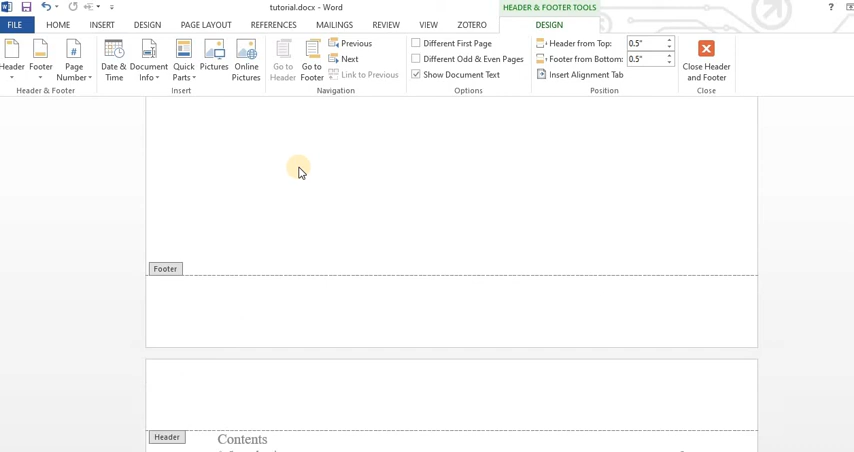 tutorial.docx - Word
HEADER & FOOTER TOOLS
?
FILE HOME INSERT DESIGN PAGE LAYOUT REFERENCES MAILINGS REVIEW VIEW ZOTERO DESIGN
Header
Footer
Page
Number
Header & Footer
Date &
Time
Document
Info
Quick
Parts
Pictures
Online
Pictures
Insert
Go to
Header
Go to
Footer
Previous
Next
Link to Previous
Navigation
Different First Page
Different Odd & Even Pages
Show Document Text
Options
Header from Top: 0.5"
Footer from Bottom: 0.5"
Insert Alignment Tab
Position
Close Header
and Footer
Close
Footer
Header
Contents